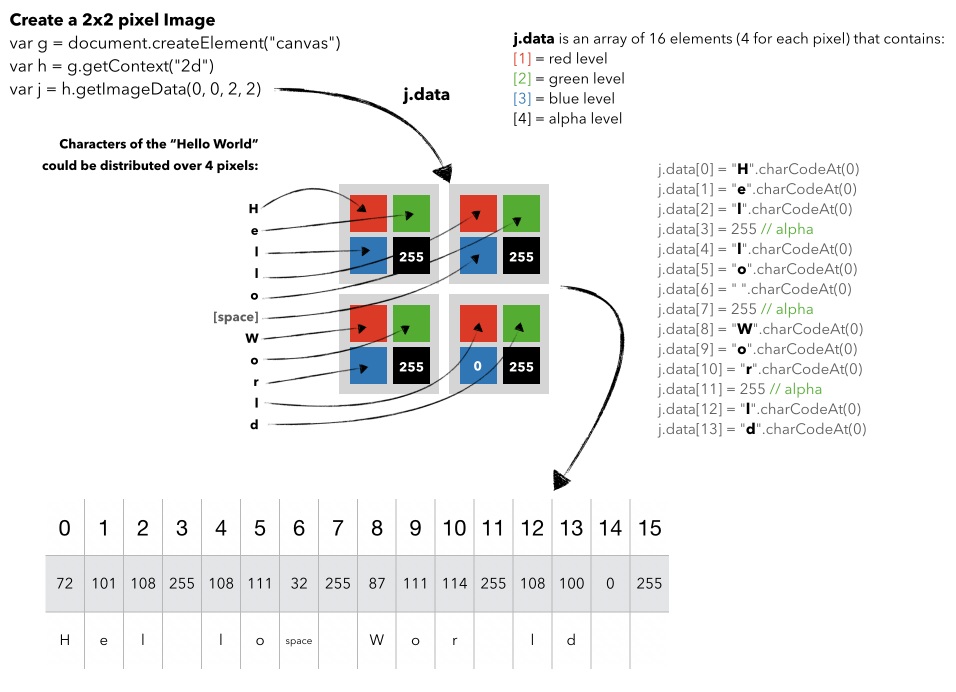 Create a 2x2 pixel Image
var g = document.createElement("canvas")
var h = g.getContext("2d")
var j = h.getImageData(0, 0, 2, 2)
j.data
j.data is an array of 16 elements (4 for each pixel) that contains:
[1] = red level
[2] = green level
[3] = blue level
[4] = alpha level
Characters of the “Hello World”
could be distributed over 4 pixels:
H
e
l
l
o
[space]
W
o
r
l
d
255
255
255
0
255
j.data[0] = "H".charCodeAt(0)
j.data[1] = "e".charCodeAt(0)
j.data[2] = "l".charCodeAt(0)
j.data[3] = 255 // alpha
j.data[4] = "l".charCodeAt(0)
j.data[5] = "o".charCodeAt(0)
j.data[6] = " ".charCodeAt(0)
j.data[7] = 255 // alpha
j.data[8] = "W".charCodeAt(0)
j.data[9] = "o".charCodeAt(0)
j.data[10] = "r".charCodeAt(0)
j.data[11] = 255 // alpha
j.data[12] = "l".charCodeAt(0)
j.data[13] = "d".charCodeAt(0)
0 1 2 3 4 5 6 7 8 9 10 11 12 13 14 15
72 101 108 255 108 111 32 255 87 111 114 255 108 100 0 255
H e l l o space W o r l d